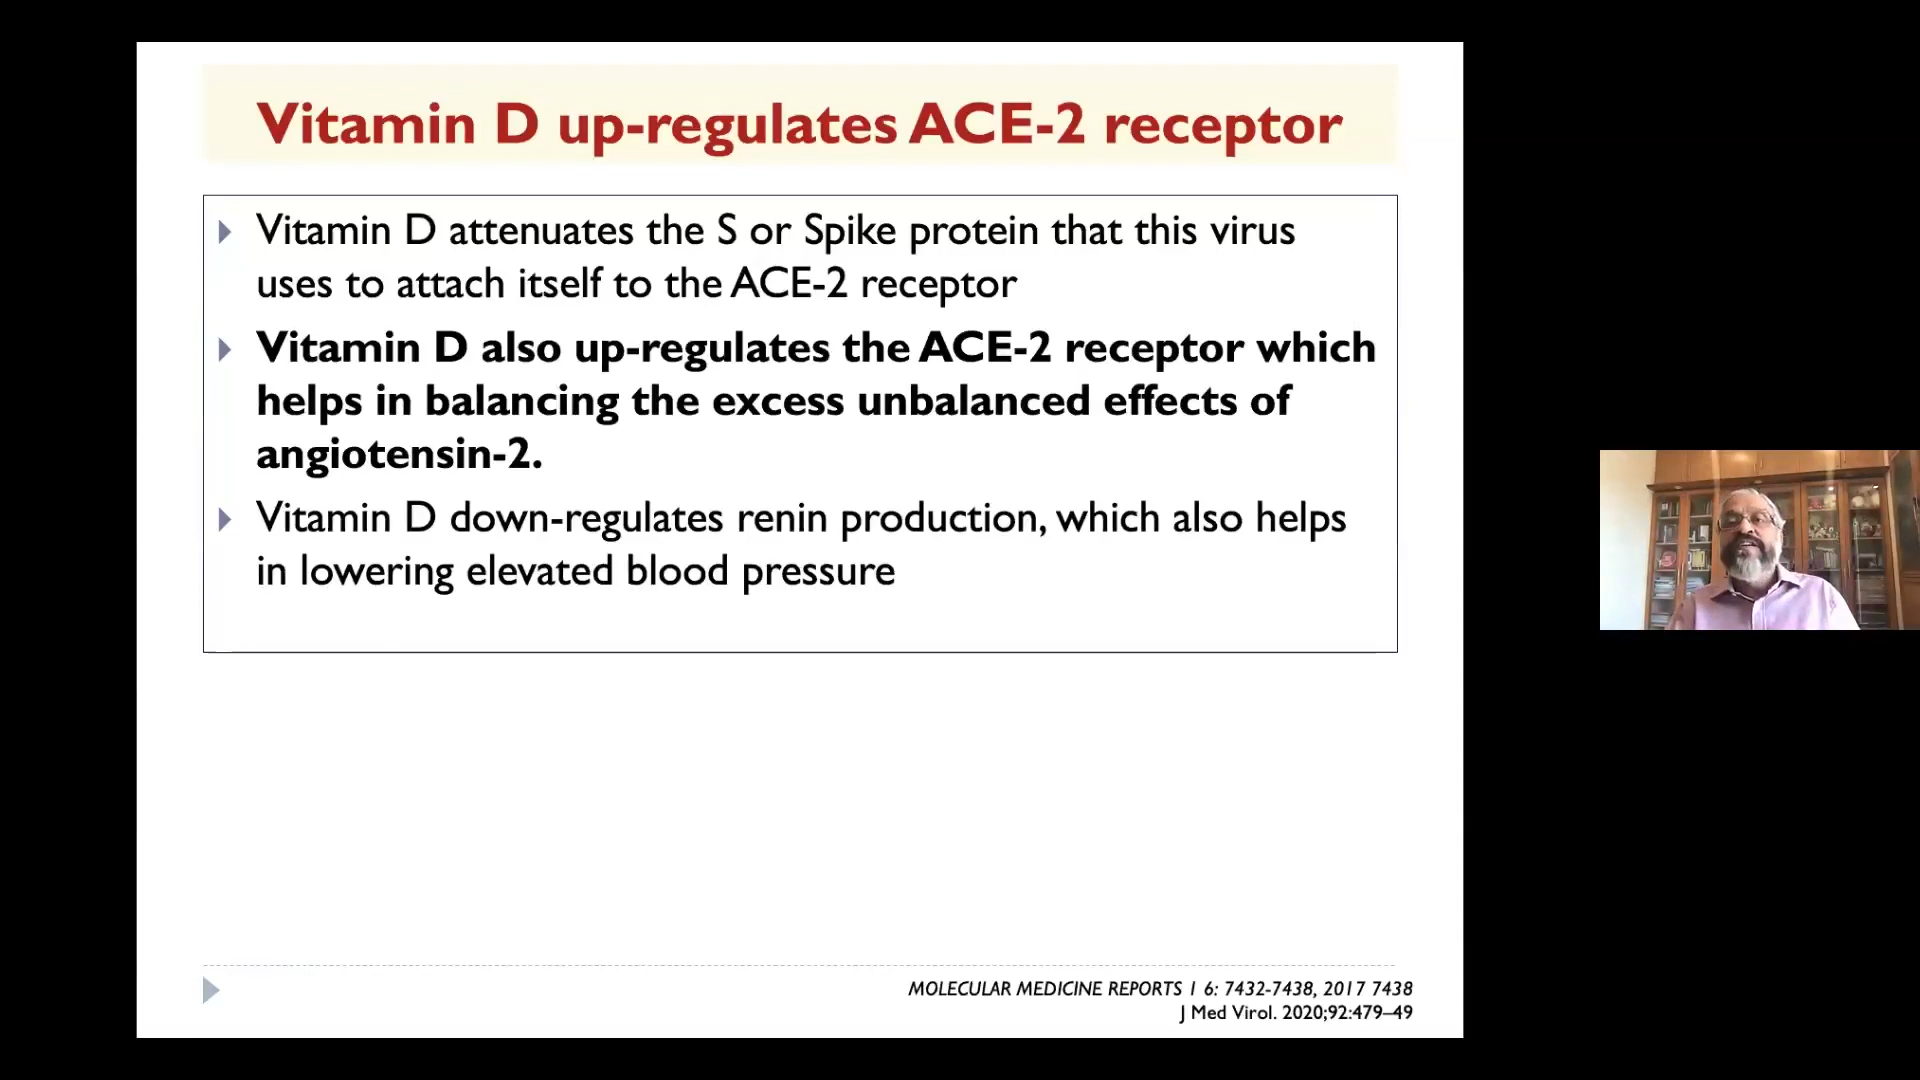 Vitamin D up-regulates ACE-2 receptor
Vitamin D attenuates the S or Spike protein that this virus
uses to attach itself to the ACE-2 receptor
Vitamin D also up-regulates the ACE-2 receptor which
helps in balancing the excess unbalanced effects of
angiotensin-2.
Vitamin D down-regulates renin production, which also helps
in lowering elevated blood pressure
MOLECULAR MEDICINE REPORTS 1 6: 7432-7438, 2017 7438
J Med Virol. 2020;92:479–49